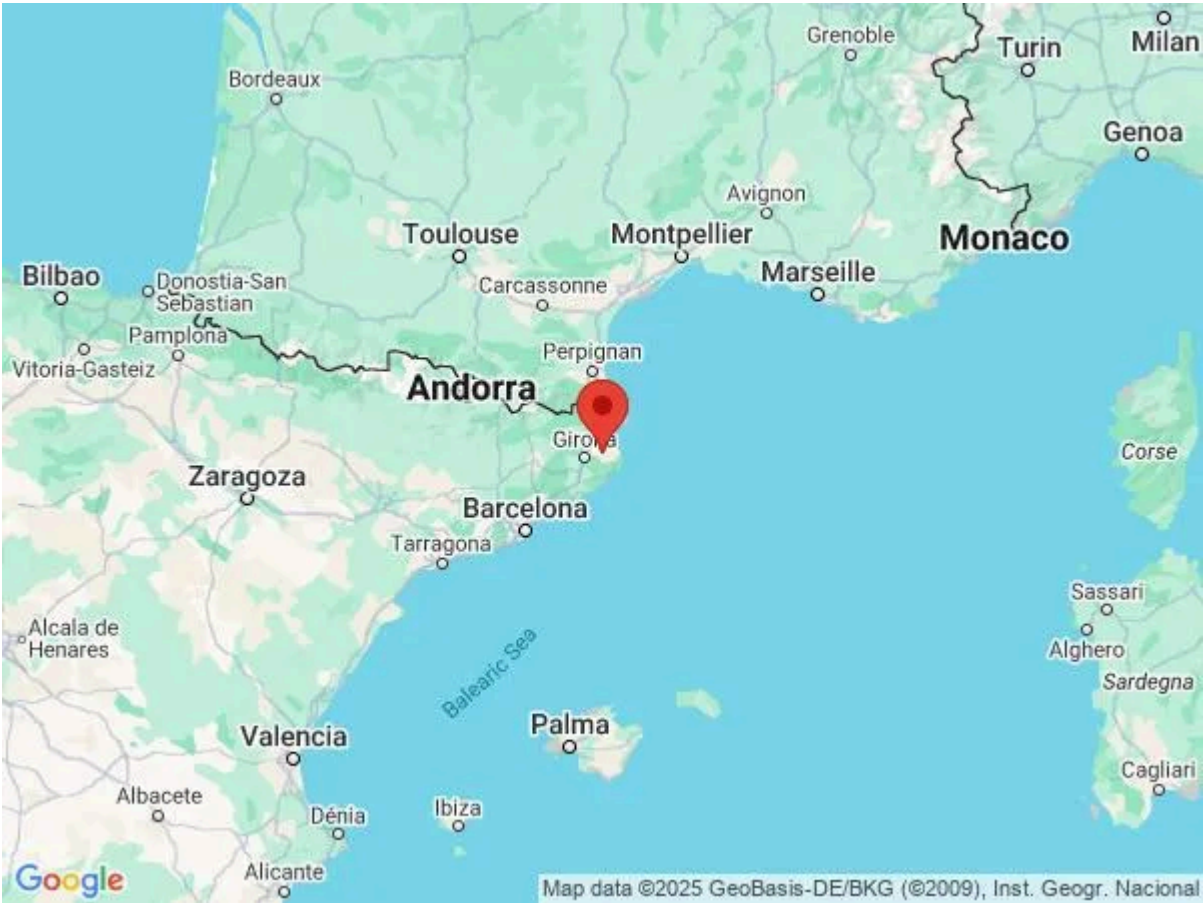 Grenoble
Turin
Milan
Bordeaux
Genoa
Avignon
Toulouse
Montpellier
Monaco
Marseille
Bilbao
Donostia-San
Sebastian
Carcassonne
Pamplona
Vitoria-Gasteiz
Perpignan
Andorra
Girona
Corse
Zaragoza
Barcelona
Tarragona
Sassari
Alcala de
Henares
Alghero
Balearic Sea
Sardegna
Palma
Valencia
Cagliari
Albacete
Ibiza
Dénia
Alicante
Google
Map data ©2025 GeoBasis-DE/BKG (©2009), Inst. Geogr. Nacional